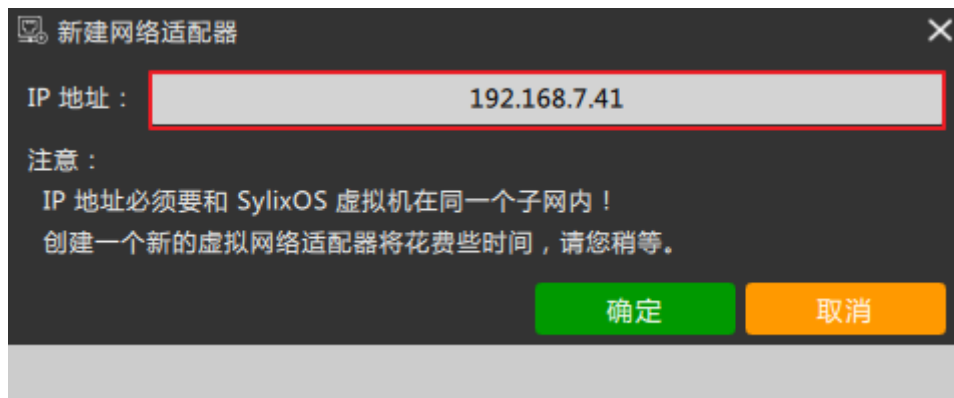 新建网络适配器
IP 地址：
192.168.7.41
注意：
IP 地址必须要和 SylixOS 虚拟机在同一个子网内！
创建一个新的虚拟网络适配器将花费些时间，请您稍等。
确定
取消